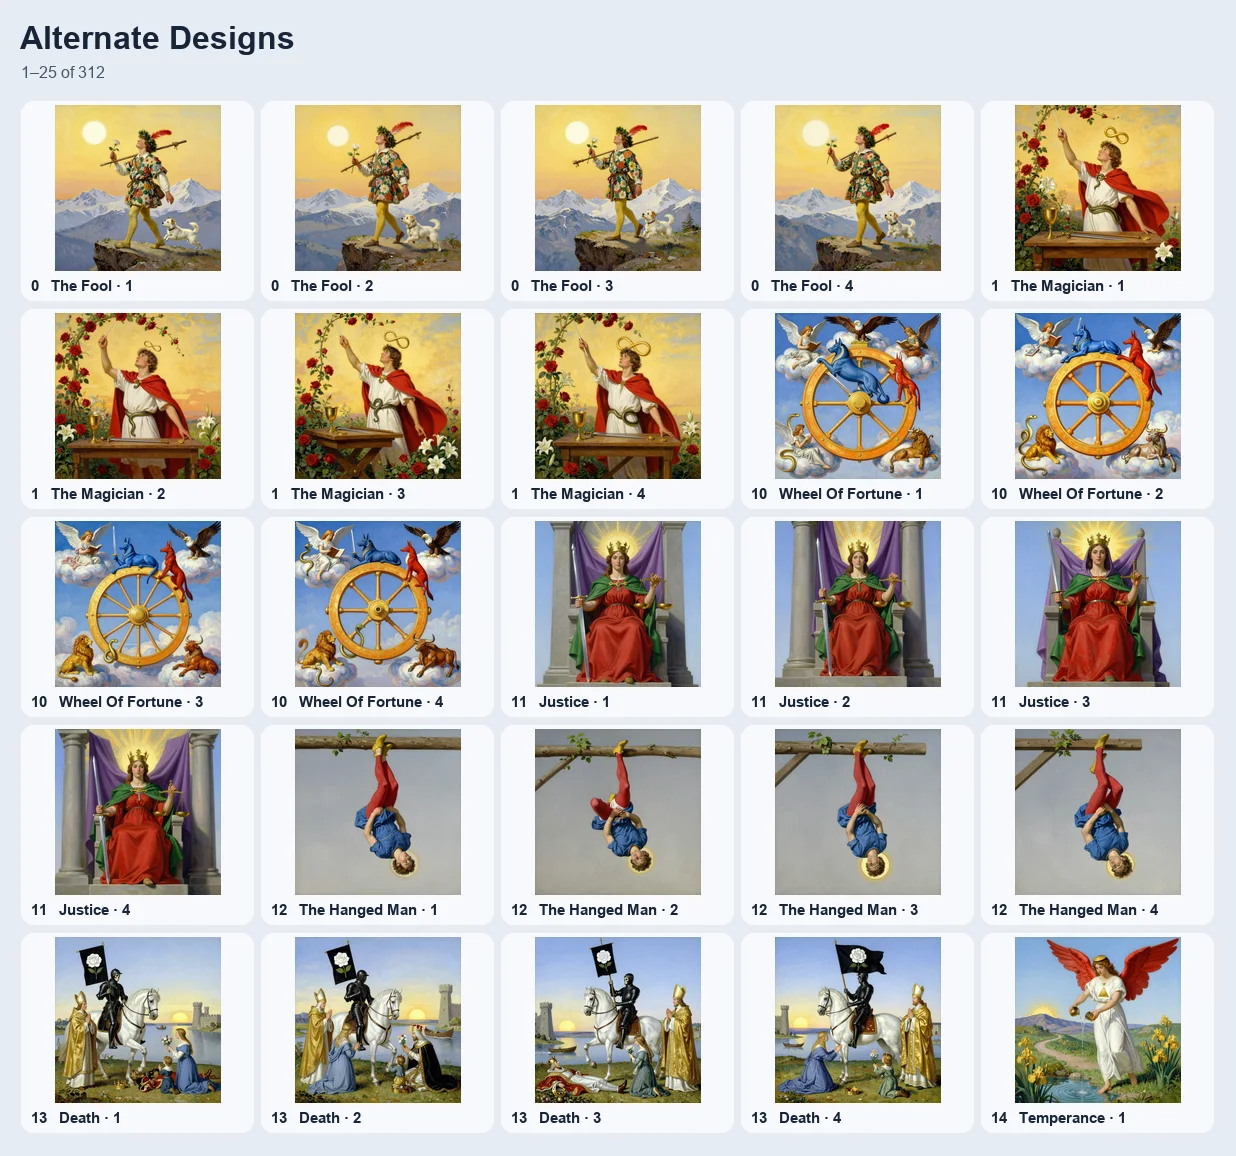 Alternate Designs
1–25 of 312
0 The Fool · 1
0 The Fool · 2
0 The Fool · 3
0 The Fool · 4
1 The Magician · 1
1 The Magician · 2
1 The Magician · 3
1 The Magician · 4
10 Wheel Of Fortune · 1
10 Wheel Of Fortune · 2
10 Wheel Of Fortune · 3
10 Wheel Of Fortune · 4
11 Justice · 1
11 Justice · 2
11 Justice · 3
11 Justice · 4
12 The Hanged Man · 1
12 The Hanged Man · 2
12 The Hanged Man · 3
12 The Hanged Man · 4
13 Death · 1
13 Death · 2
13 Death · 3
13 Death · 4
14 Temperance · 1